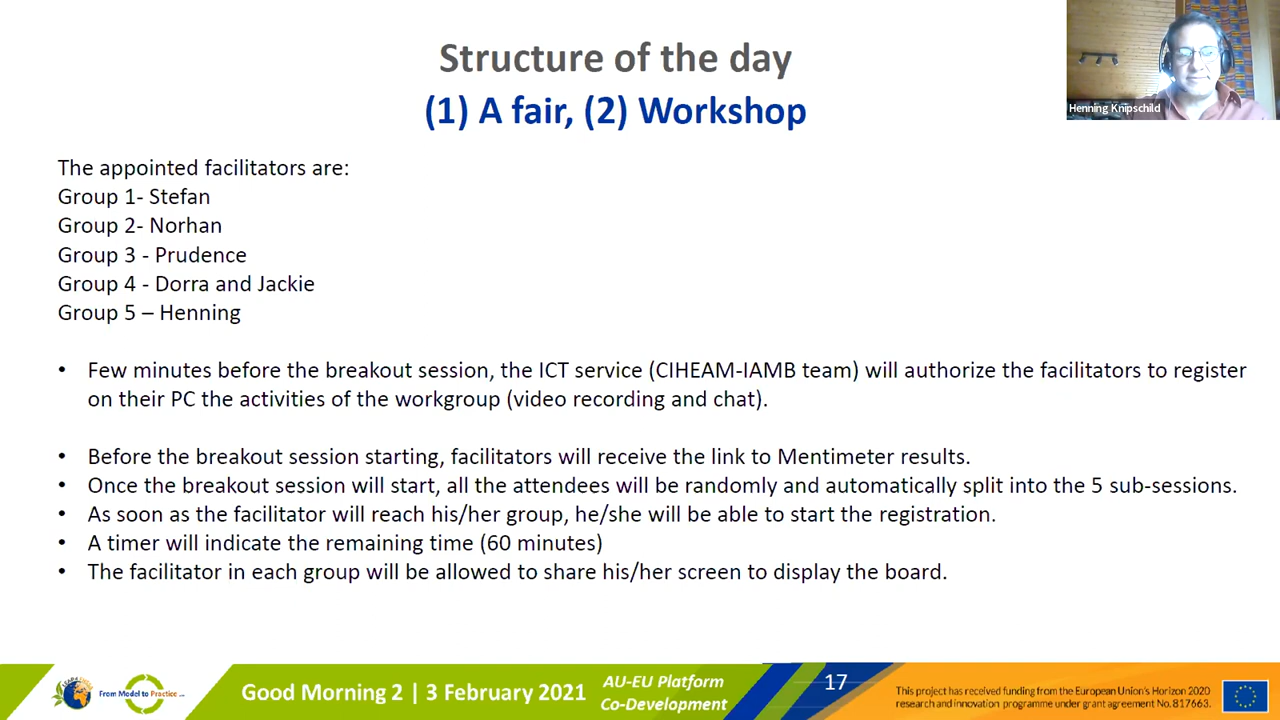 Structure of the day
(1) A fair, (2) Workshop
Henning Knipschild
The appointed facilitators are:
Group 1- Stefan
Group 2- Norhan
Group 3 - Prudence
Group 4 - Dorra and Jackie
Group 5 – Henning
• Few minutes before the breakout session, the ICT service (CIHEAM-IAMB team) will authorize the facilitators to register
on their PC the activities of the workgroup (video recording and chat).
• Before the breakout session starting, facilitators will receive the link to Mentimeter results.
• Once the breakout session will start, all the attendees will be randomly and automatically split into the 5 sub-sessions.
• As soon as the facilitator will reach his/her group, he/she will be able to start the registration.
• A timer will indicate the remaining time (60 minutes)
• The facilitator in each group will be allowed to share his/her screen to display the board.
From Model to Practice ...
Good Morning 2 | 3 February 2021
AU-EU Platform
Co-Development
17
This project has received funding from the European Union's Horizon 2020
research and innovation programme under grant agreement No. 817663.